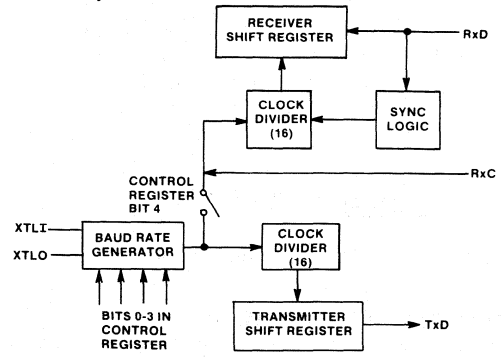 RECEIVER
SHIFT REGISTER
RxD
CLOCK
DIVIDER
(16)
SYNC
LOGIC
RxC
CONTROL
REGISTER
BIT 4
XTLI
XTLO
BAUD RATE
GENERATOR
CLOCK
DIVIDER
(16)
BITS 0-3 IN
CONTROL
REGISTER
TRANSMITTER
SHIFT REGISTER
TxD